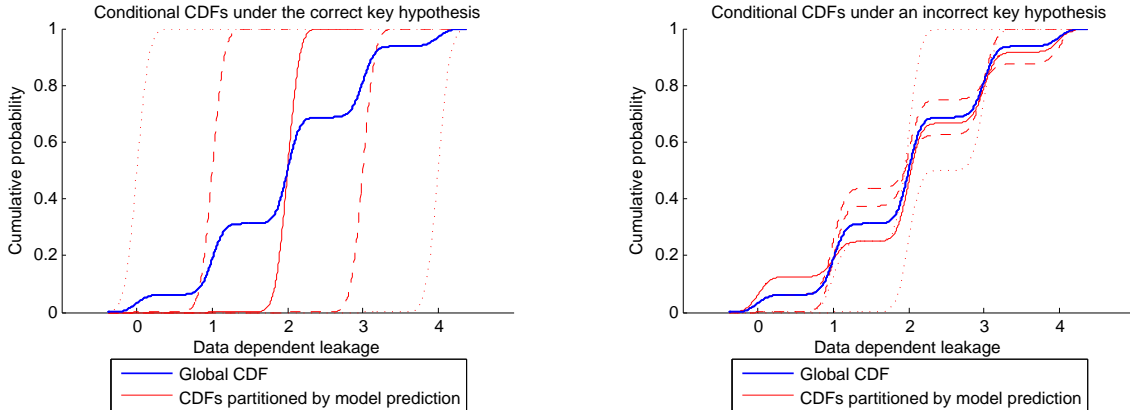 Conditional CDFs under the correct key hypothesis
1
0.8
0.6
0.4
0.2
0
Cumulative probability
0 1 2 3 4
Data dependent leakage
Global CDF
CDFs partitioned by model prediction
Conditional CDFs under an incorrect key hypothesis
1
0.8
0.6
0.4
0.2
0
Cumulative probability
0 1 2 3 4
Data dependent leakage
Global CDF
CDFs partitioned by model prediction